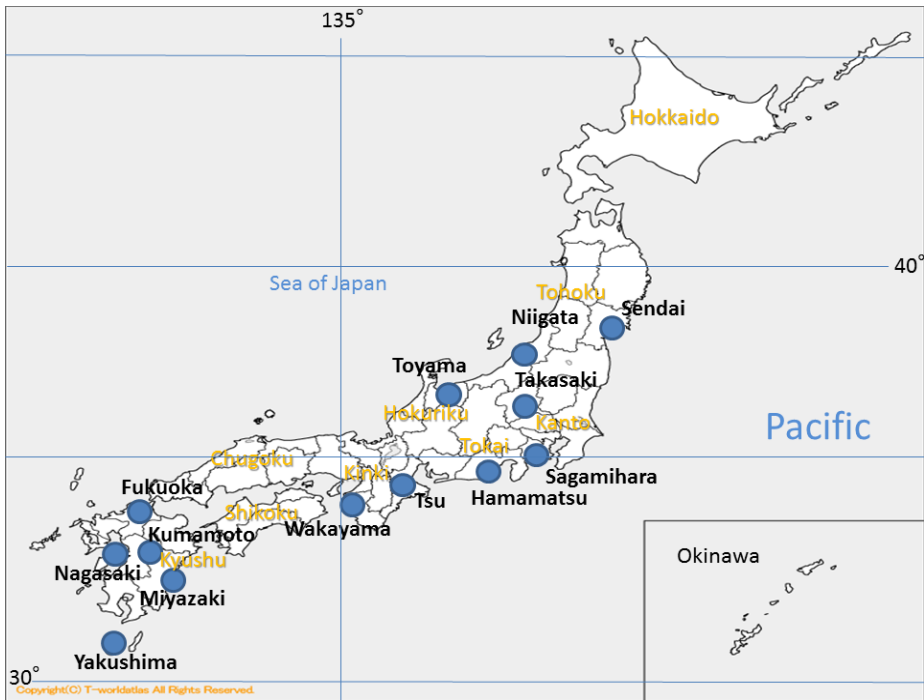 135°
Hokkaido
40°
Sea of Japan
Tohoku
Sendai
Niigata
Toyama
Takasaki
Hokuriku
Kanto
Pacific
Tokai
Chugoku
Kinki
Sagamihara
Fukuoka
Tsu
Hamamatsu
Shikoku
Wakayama
Kumamoto
Kyushu
Nagasaki
Miyazaki
Okinawa
Yakushima
30°
Copyright(C) T-worldatlas All Rights Reserved.